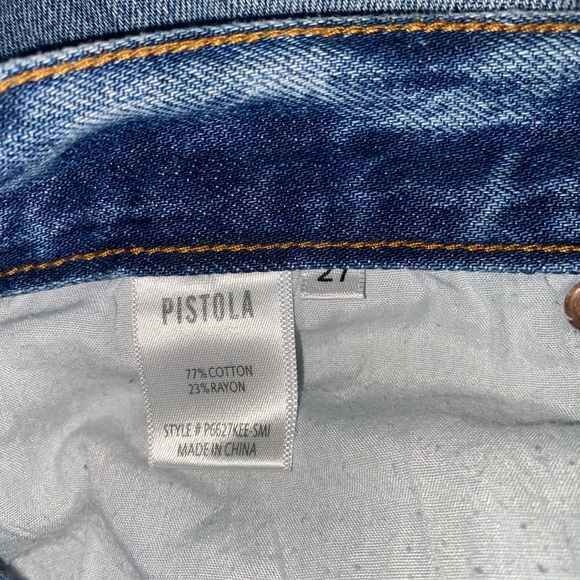 27
PISTOLA
77%COTTON
23%RAYON
STYLE # P6627KEE-SMI
MADE IN CHINA